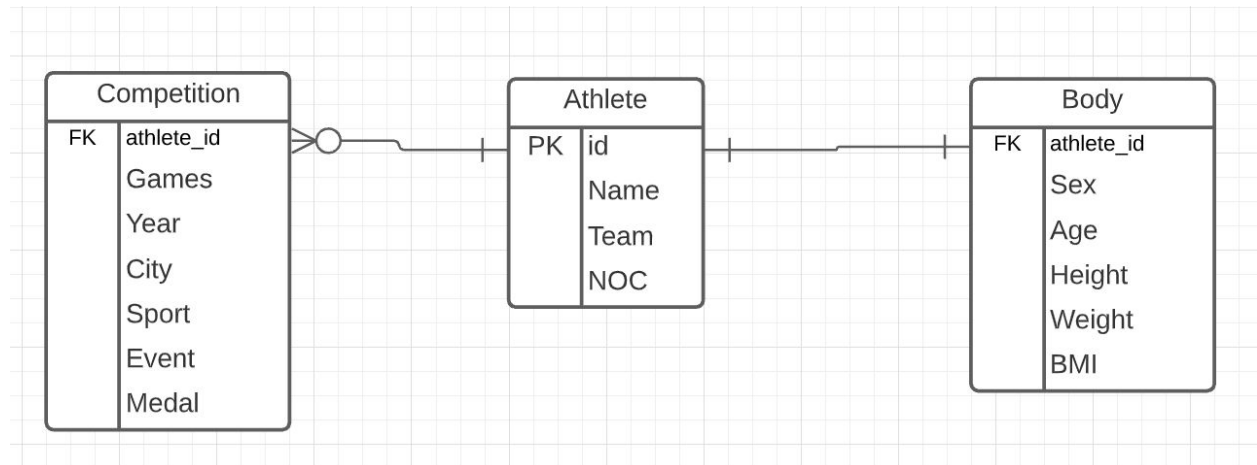 Competition
FK athlete_id
Games
Year
City
Sport
Event
Medal
Athlete
PK id
Name
Team
NOC
Body
FK athlete_id
Sex
Age
Height
Weight
BMI